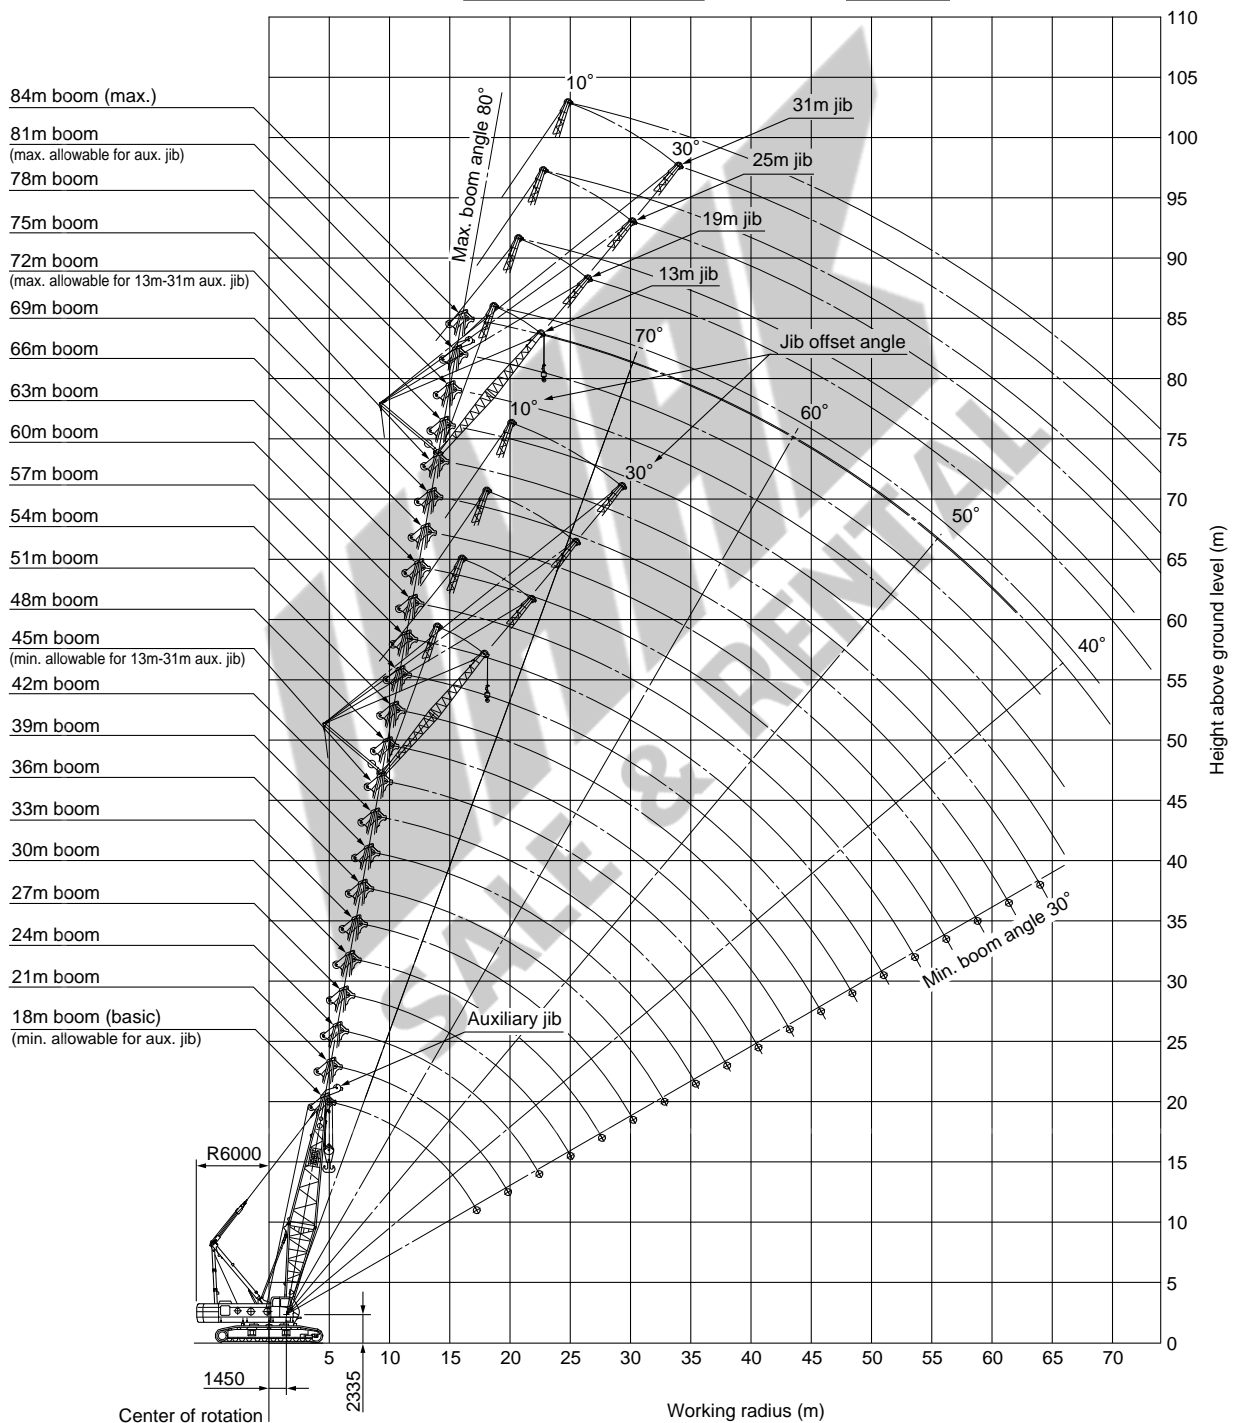 84m boom (max.)
81m boom
(max. allowable for aux. jib)
78m boom
75m boom
72m boom
(max. allowable for 13m-31m aux. jib)
69m boom
66m boom
63m boom
60m boom
57m boom
54m boom
51m boom
48m boom
45m boom
(min. allowable for 13m-31m aux. jib)
42m boom
39m boom
36m boom
33m boom
30m boom
27m boom
24m boom
21m boom
18m boom (basic)
(min. allowable for aux. jib)
R6000
1450
2335
Center of rotation
Max. boom angle 80°
10°
30°
31m jib
25m jib
19m jib
13m jib
Jib offset angle
10°
30°
70°
60°
50°
40°
Min. boom angle 30°
Auxiliary jib
SALE & RENTAL
110
105
100
95
90
85
80
75
70
65
60
55
50
45
40
35
30
25
20
15
10
5
0
Height above ground level (m)
5 10 15 20 25 30 35 40 45 50 55 60 65 70
Working radius (m)